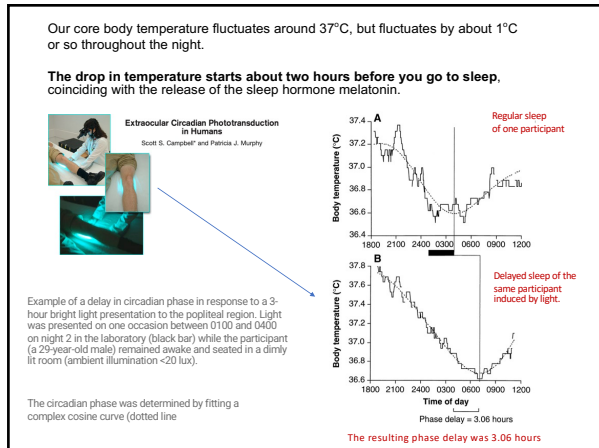 Our core body temperature fluctuates around 37°C, but fluctuates by about 1°C
or so throughout the night.
The drop in temperature starts about two hours before you go to sleep,
coinciding with the release of the sleep hormone melatonin.
Extraocular Circadian Phototransduction
in Humans
Scott S. Campbell* and Patricia J. Murphy
Example of a delay in circadian phase in response to a 3-
hour bright light presentation to the popliteal region. Light
was presented on one occasion between 0100 and 0400
on night 2 in the laboratory (black bar) while the participant
(a 29-year-old male) remained awake and seated in a dimly
lit room (ambient illumination <20 lux).
The circadian phase was determined by fitting a
complex cosine curve (dotted line
A
Regular sleep
of one participant
Body temperature (°C)
37.4
37.2
37.0
36.8
36.6
36.4
1800 2100 2400 0300 0600 0900 1200
B
Delayed sleep of the
same participant
induced by light.
Body temperature (°C)
37.8
37.6
37.4
37.2
37.0
36.8
36.6
1800 2100 2400 0300 0600 0900 1200
Time of day
Phase delay = 3.06 hours
The resulting phase delay was 3.06 hours